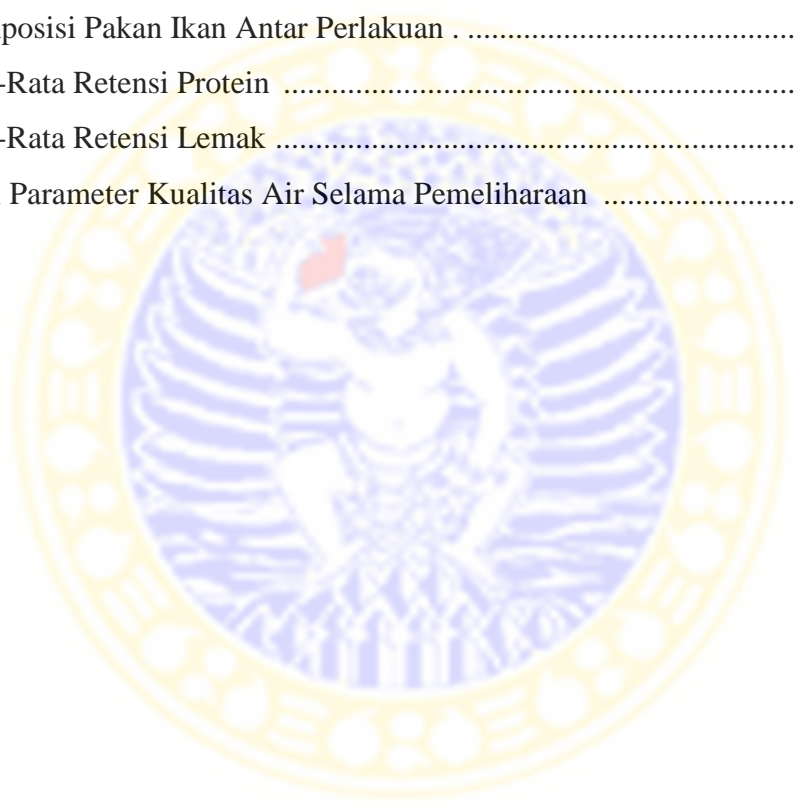 posisi Pakan Ikan Antar Perlakuan . .........................................
-Rata Retensi Protein ................................................................
-Rata Retensi Lemak .................................................................
Parameter Kualitas Air Selama Pemeliharaan ........................